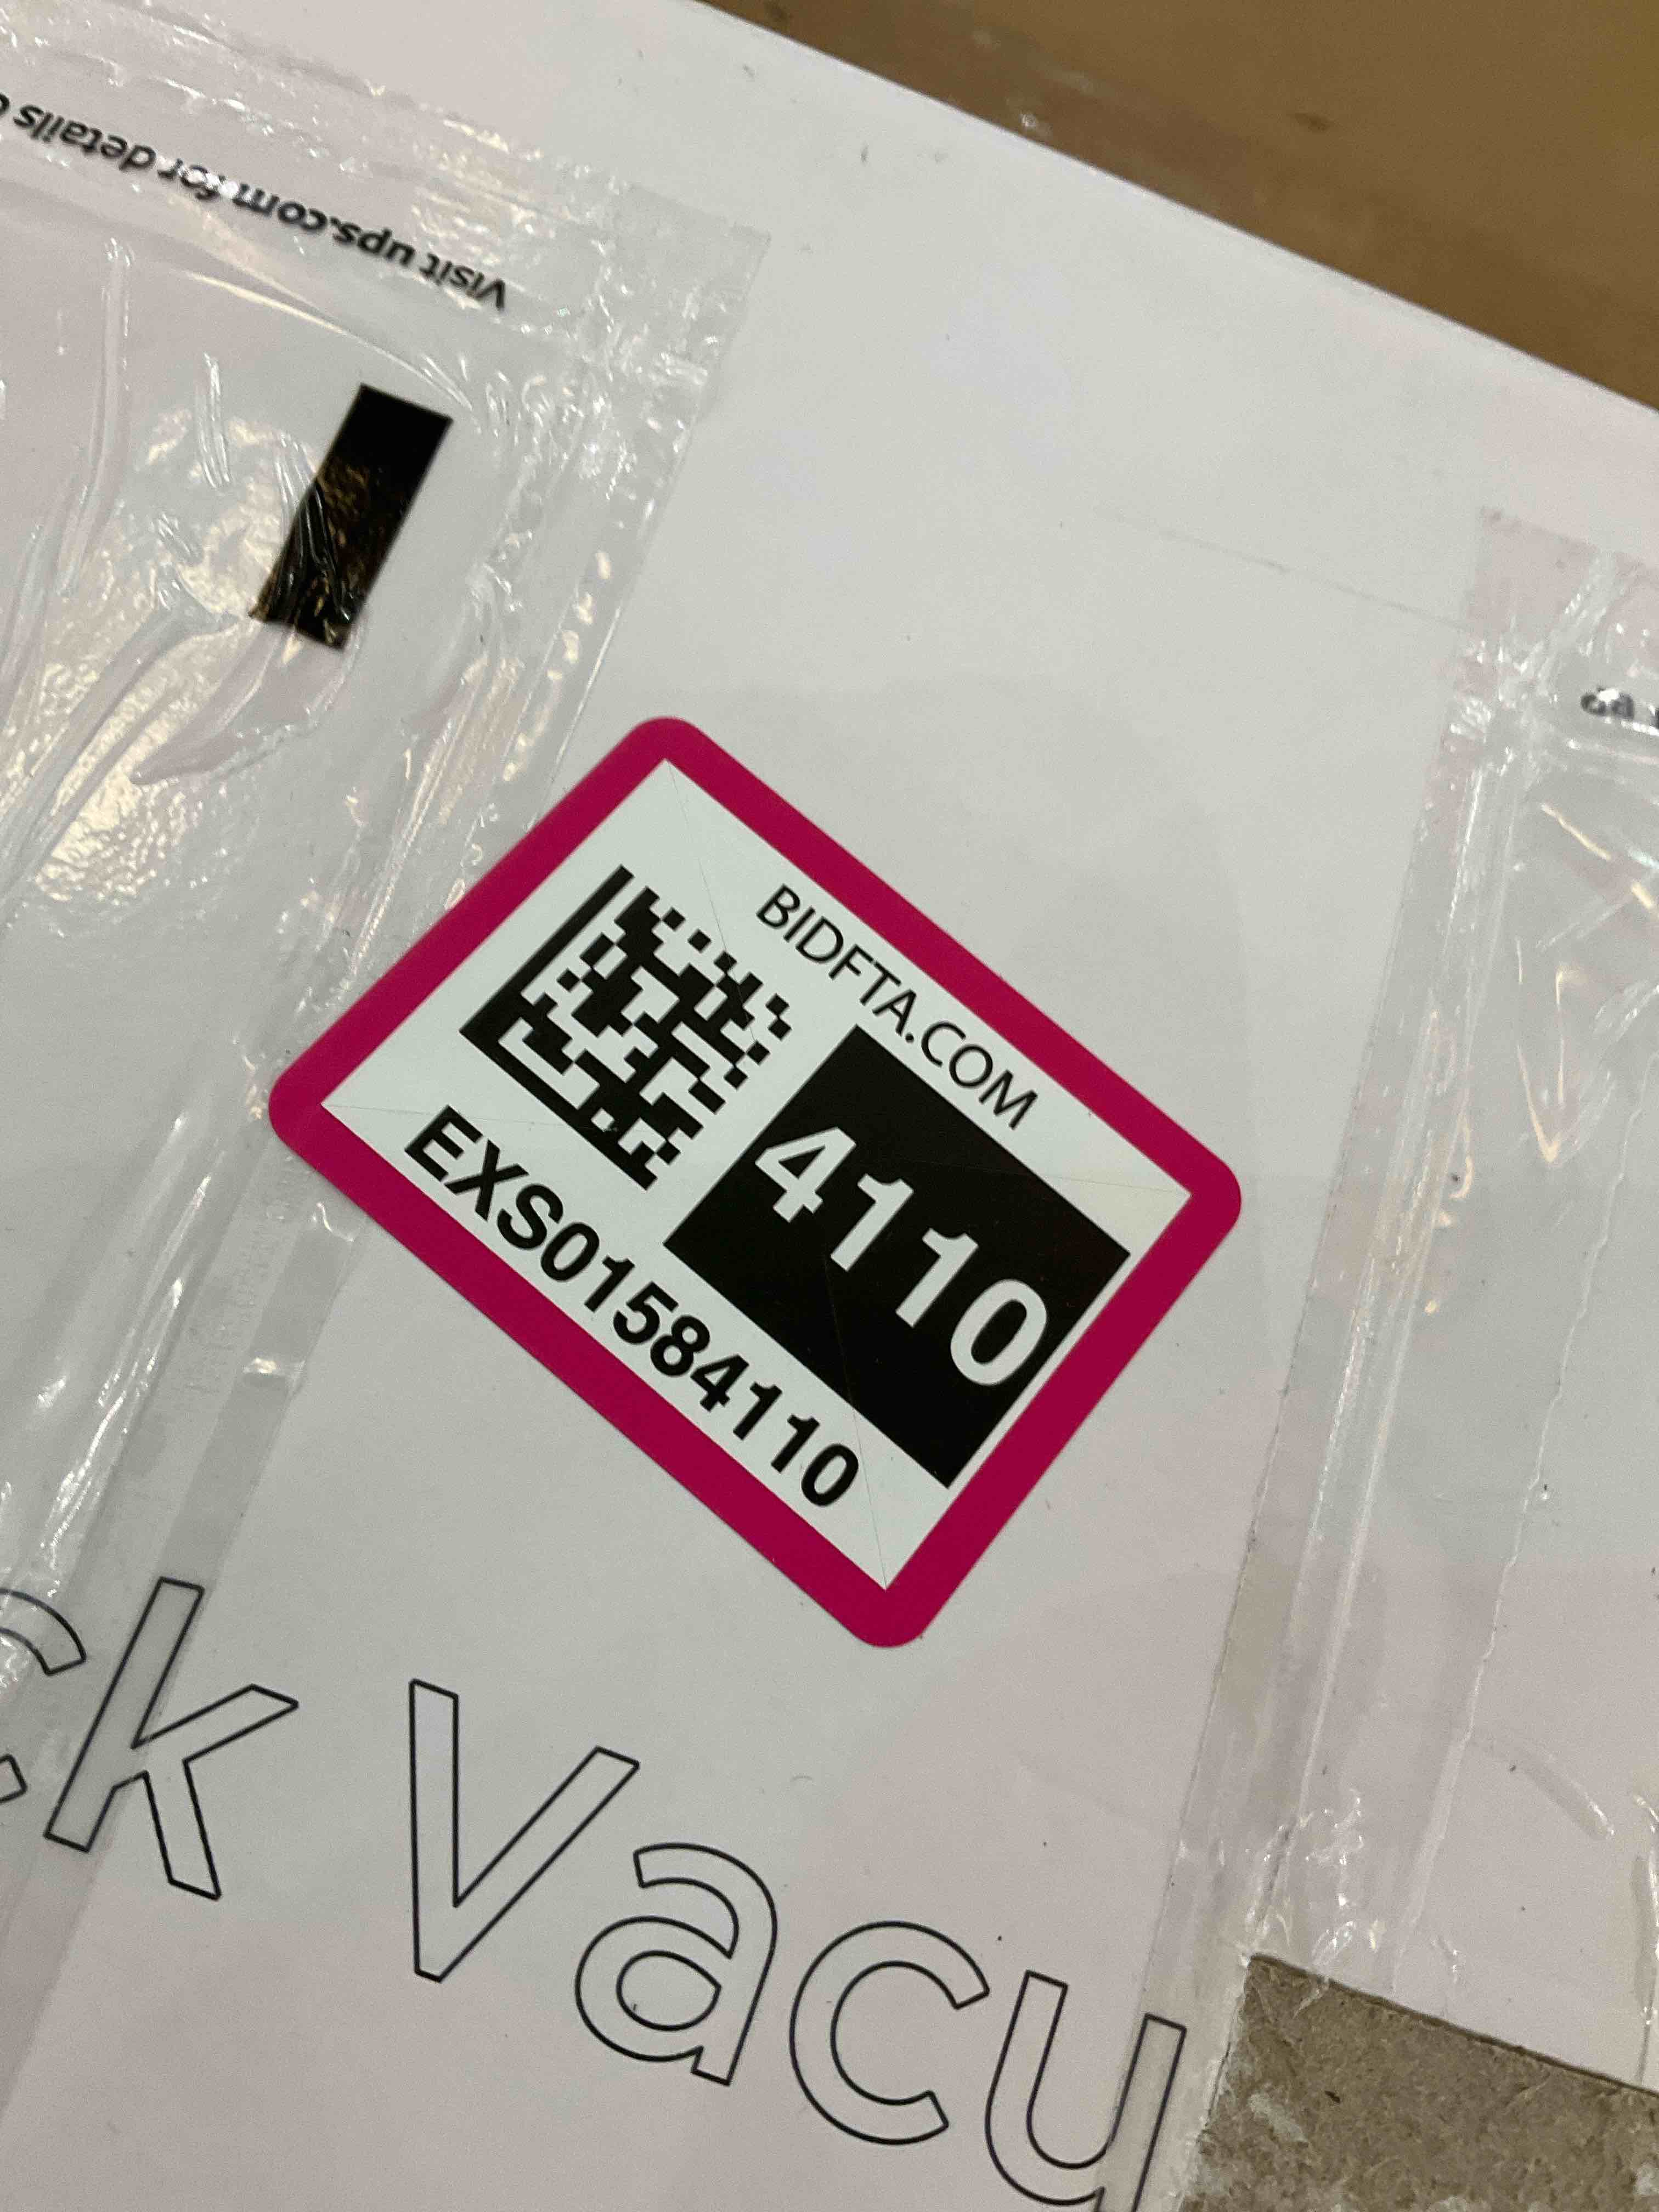 Visit ups.com for details
BIDFTA.COM
4110
EXS01584110
ck Vacu